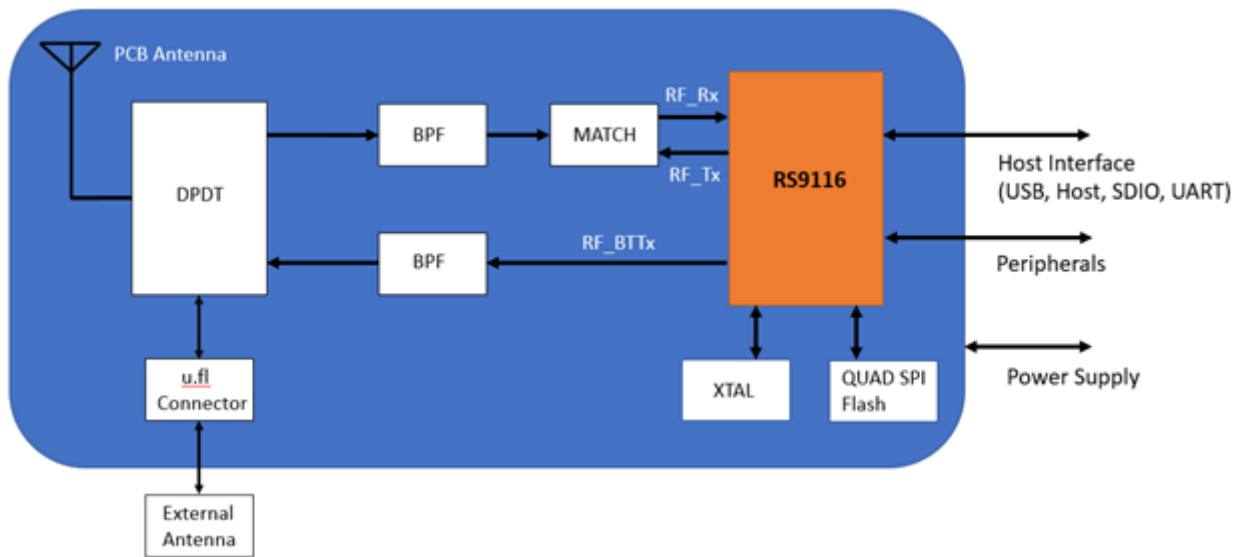 PCB Antenna
DPDT
BPF
MATCH
RF_Rx
RF_Tx
RS9116
BPF
RF_BTTx
Host Interface
(USB, Host, SDIO, UART)
Peripherals
Power Supply
u.fl
Connector
XTAL
QUAD SPI
Flash
External
Antenna